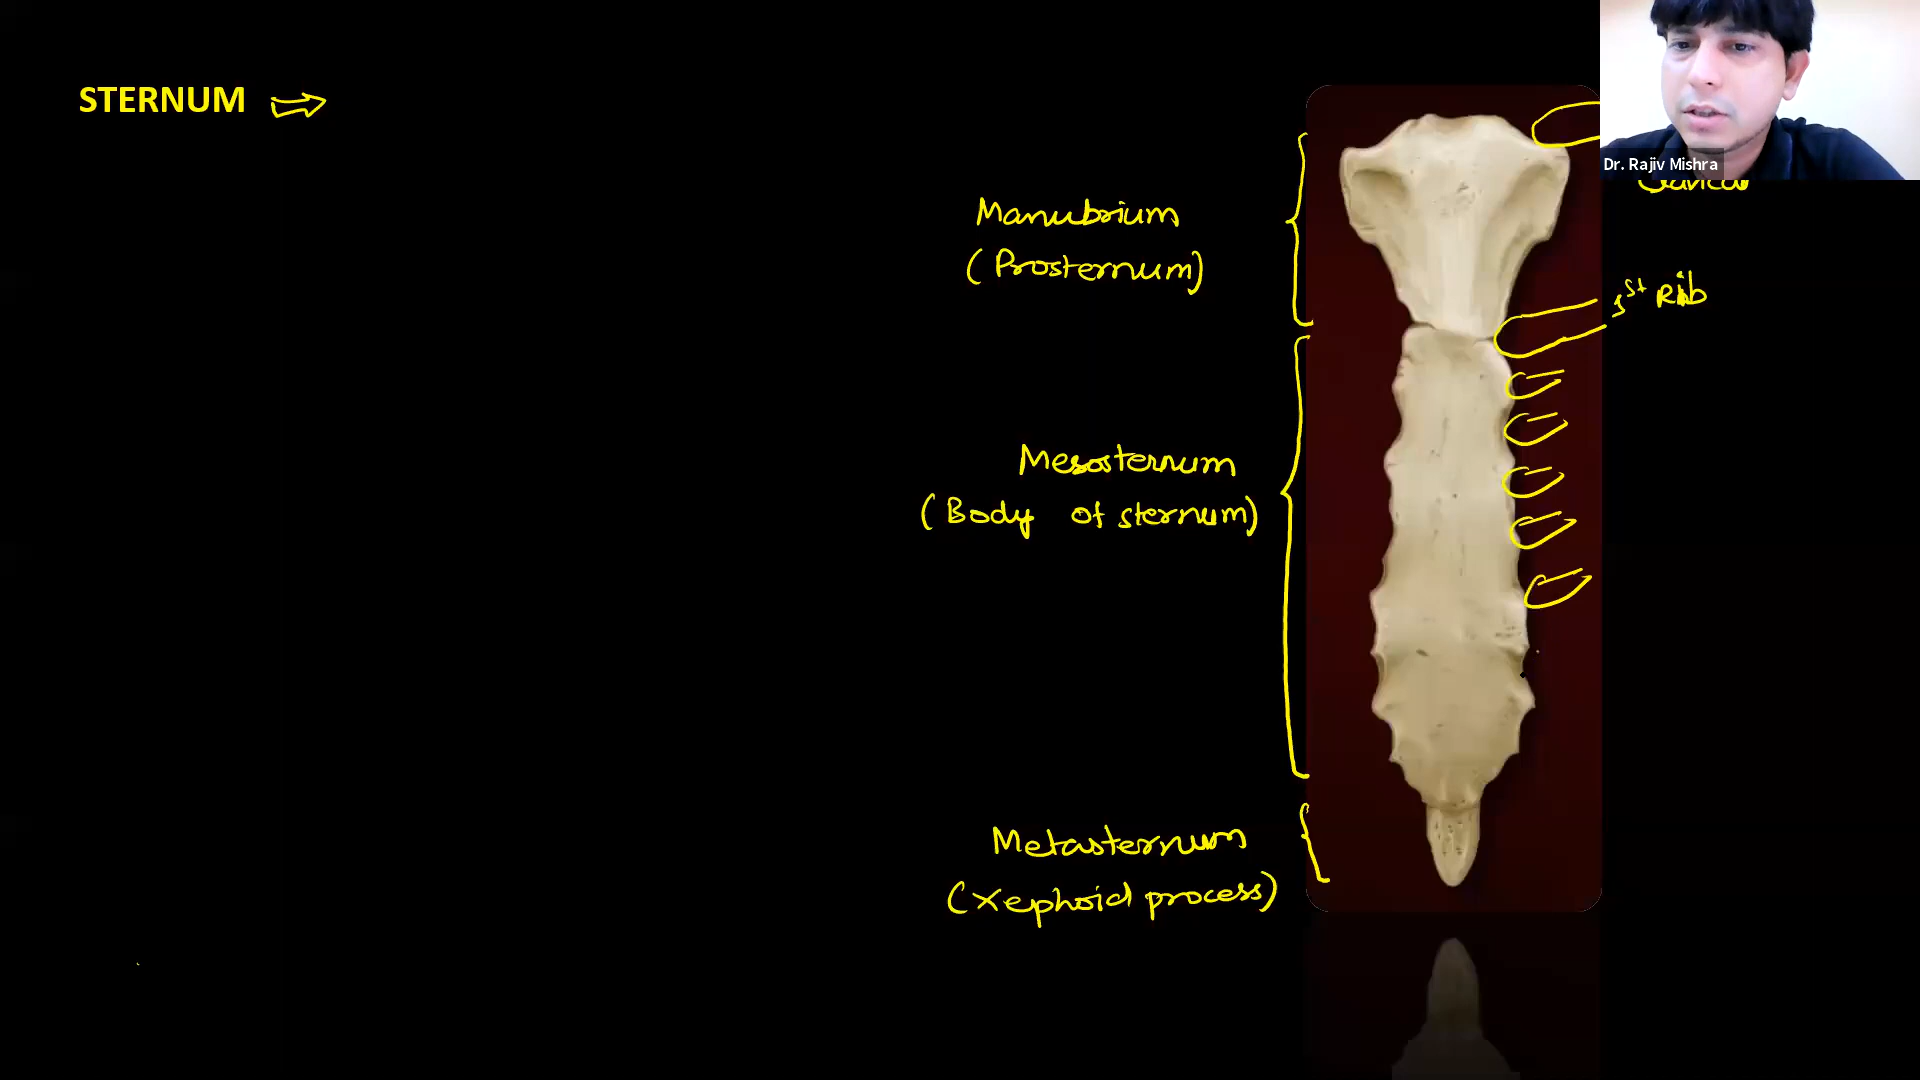 STERNUM
Dr. Rajiv Mishra
Manubrium
(Prosternum)
1st Rib
Mesosternum
(Body of sternum)
Metasternum
(Xephoid process)